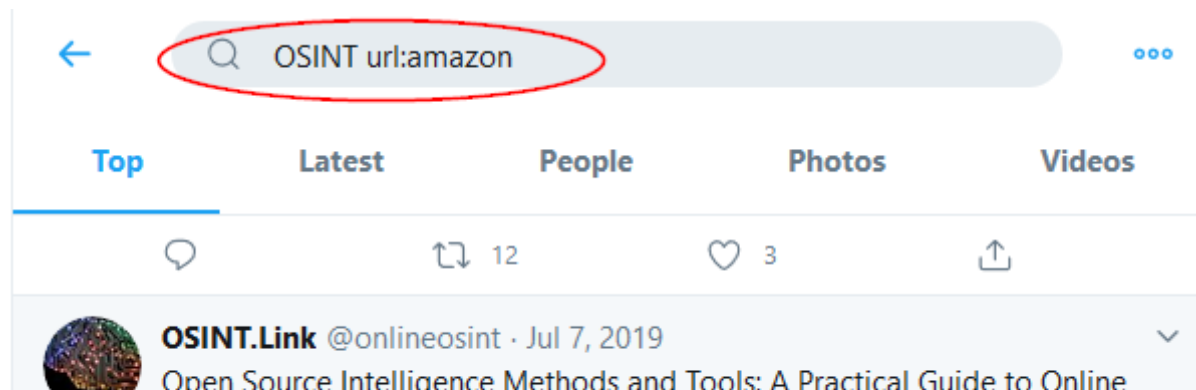 OSINT url:amazon
Top Latest People Photos Videos
12 3
OSINT.Link @onlineosint · Jul 7, 2019
Open Source Intelligence Methods and Tools: A Practical Guide to Online